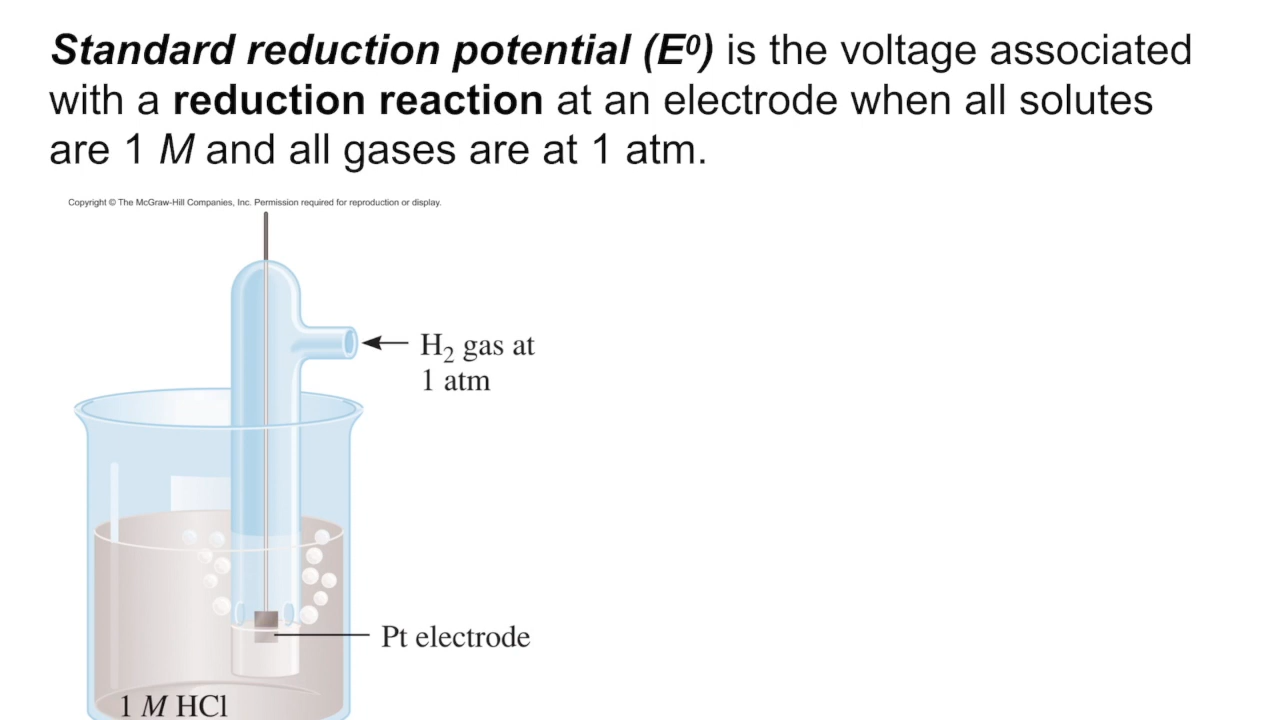 Standard reduction potential (E⁰) is the voltage associated
with a reduction reaction at an electrode when all solutes
are 1 M and all gases are at 1 atm.
Copyright © The McGraw-Hill Companies, Inc. Permission required for reproduction or display.
H₂ gas at
1 atm
Pt electrode
1 M HCl